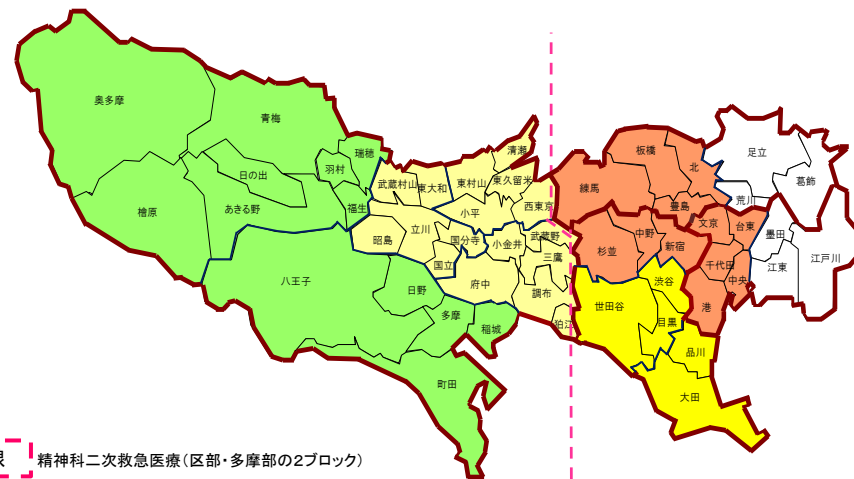 奥多摩
青梅
瑞穂
羽村
日の出
福生
あきる野
檜原
八王子
日野
多摩
稲城
町田
清瀬
武蔵村山
東大和
東村山
東久留米
小平
西東京
昭島
立川
国分寺
小金井
武蔵野
三鷹
国立
府中
調布
狛江
板橋
北
練馬
豊島
文京
台東
杉並
中野
新宿
千代田
中央
港
渋谷
世田谷
目黒
品川
大田
足立
葛飾
荒川
墨田
江戸川
江東
精神科二次救急医療(区部・多摩部の2ブロック)